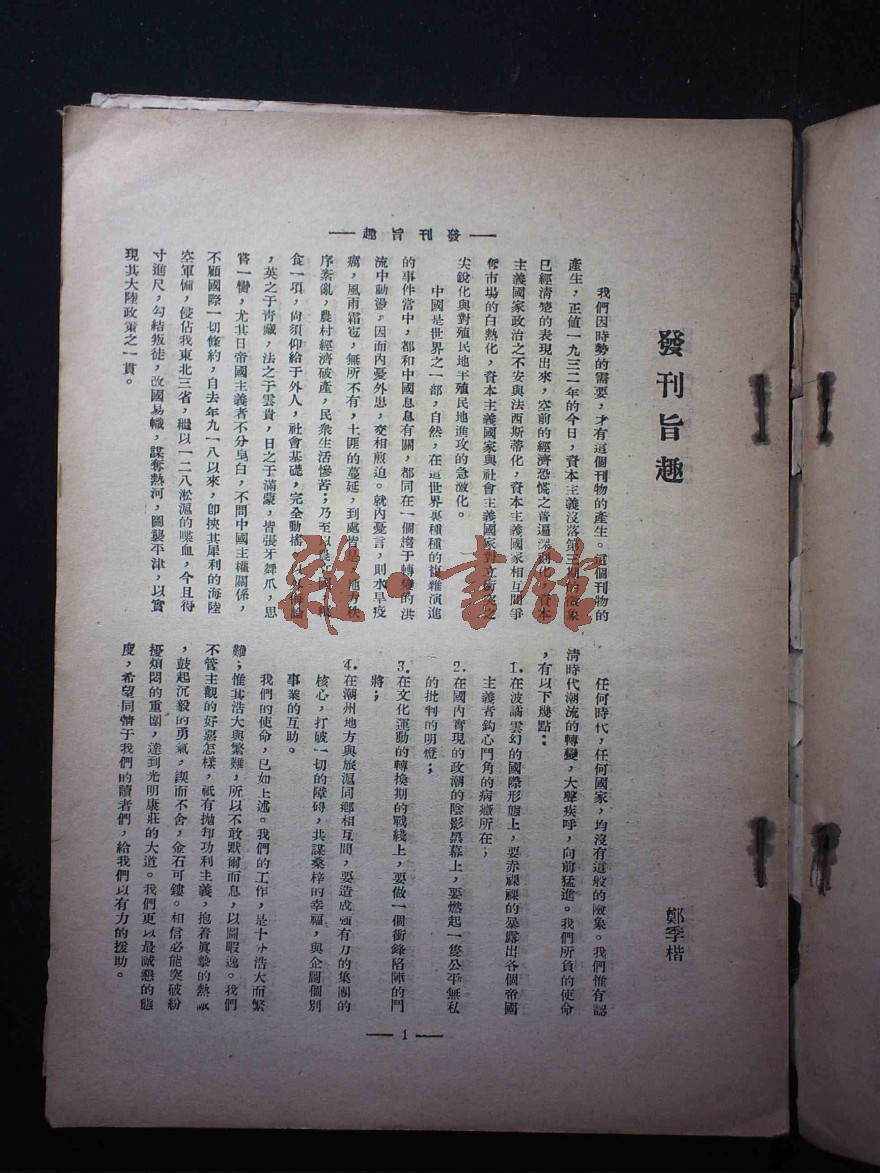 發刊旨趣
鄭季楷
— 發刊旨趣 —
我們因時勢的需要，才有這個刊物的產生。這個刊物的
產生，正値一九三二年的今日，資本主義沒落第三期的
已經清楚的表現出來，空前的經濟恐慌之普遍深刻化，資本
主義國家政治之不安與法西斯蒂化，資本主義國家相互間爭
奪市場的白熱化，資本主義國家與社會主義國家對立
尖銳化與對殖民地半殖民地進攻的急激化。
中國是世界之一部，自然，在這世界裏種種的複雜演進
的事件當中，都和中國息息有關，都同在一個轉變的洪
流中動盪。因而內憂外患，交相煎迫。就內憂言，則水旱疫
癘，風雨霜雹，無所不有，土匪的蔓延，到處皆是，地方秩
序紊亂，農村經濟破產，民衆生活慘苦；乃至以農立國，
食一項，尙須仰給于外人，社會基礎，完全動搖。
，英之于靑藏，法之于雲貴，日之于滿蒙，皆張牙舞爪，思
嘗一臠，尤其日帝國主義者不分皂白，不問中國主權關係，
不顧國際一切條約，自去年九一八以來，卽挾其犀利的海陸
空軍備，侵佔我東北三省，繼以一二八淞滬的喋血，今且得
寸進尺，勾結叛徒，改國易幟，謀奪熱河，圖襲平津，以實
現其大陸政策之一貫。
任何時代，任何國家，均沒有這般的險象。我們惟有認
淸時代潮流的轉變，大聲疾呼，向前猛進。我們所負的使命
，有以下幾點：
1.在波譎雲幻的國際形態上，要赤裸裸的暴露出各個帝國
主義者鈎心鬥角的病癥所在；
2.在國內實現的政潮的陰影黑幕上，要燃起一隻公平無私
的批判的明燈；
3.在文化運動的轉換期的戰綫上，要做一個衝鋒陷陣的鬥
將；
4.在潮州地方與旅滬同鄉相互間，要造成强有力的集團的
核心，打破一切的障碍，共謀桑梓的幸福，與企圖個別
事業的互助。
我們的使命，已如上述。我們的工作，是十分浩大而繁
難；惟其浩大與繁難，所以不敢默爾而息，以圖暇逸。我們
不管主觀的好惡怎樣，祇有拋却功利主義，抱着眞摯的熱誠
，鼓起沉毅的勇氣，鍥而不舍，金石可鏤。相信必能突破紛
擾煩悶的重圍，達到光明康莊的大道。我們更以最誠懇的態
度，希望同情于我們的讀者們，給我們以有力的援助。
— 1 —
雜·書館